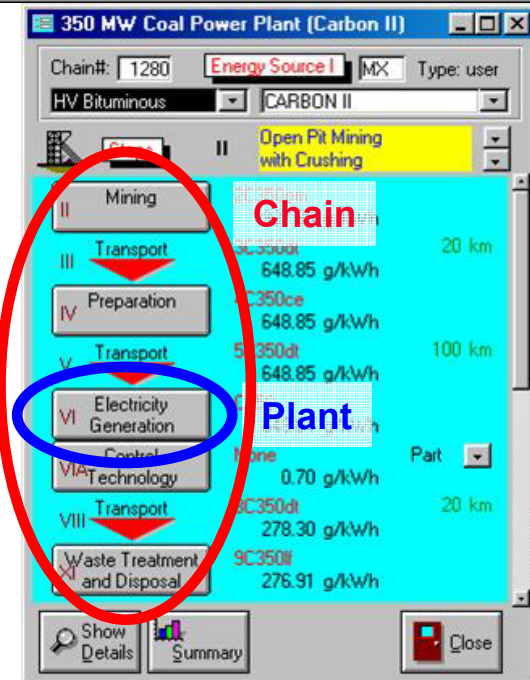 350 MW Coal Power Plant (Carbon II)
Chain#: 1280 Energy Source I MX Type: user
HV Bituminous CARBON II
II Open Pit Mining
with Crushing
II Mining
Chain
III Transport 20 km
648.85 g/kWh
IV Preparation 4C350ce
648.85 g/kWh
V Transport 100 km
648.85 g/kWh
VI Electricity
Generation
Plant
VIA Control
Technology
None Part
0.70 g/kWh
VIII Transport 20 km
278.30 g/kWh
XI Waste Treatment
and Disposal
9C350lf
276.91 g/kWh
Show
Details
Summary
Close